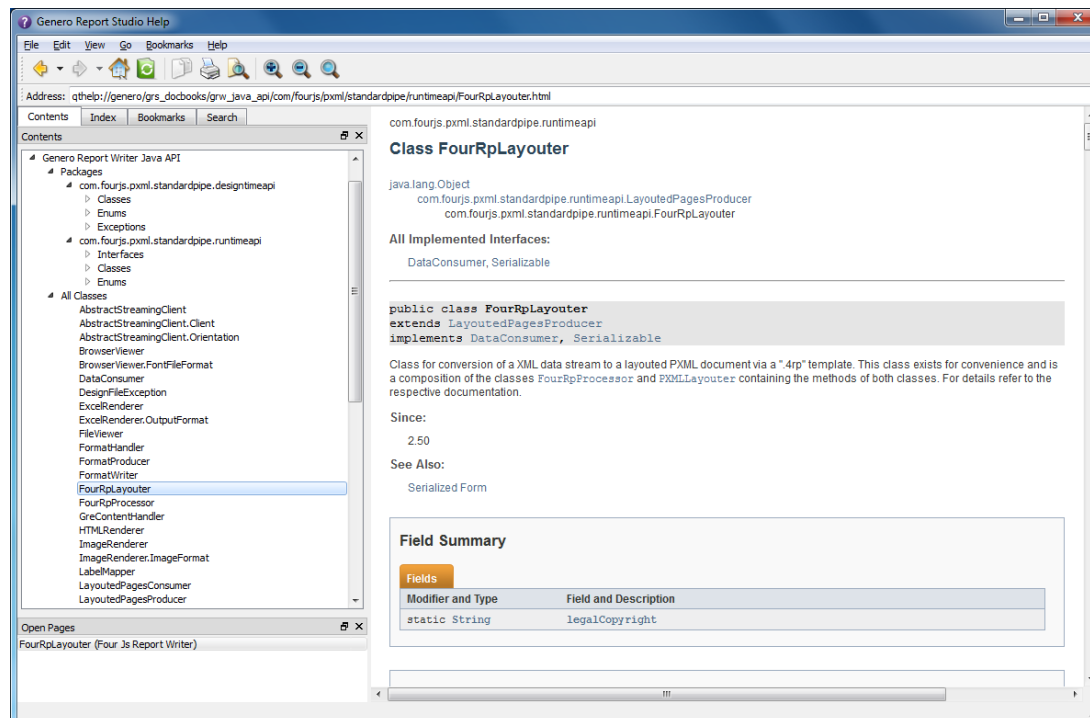 Genero Report Studio Help
File Edit View Go Bookmarks Help
Address: qthelp://genero/grs_docbooks/grw_java_api/com/fourjs/pxml/standardpipe/runtimeapi/FourRpLayouter.html
Contents Index Bookmarks Search
Contents
Genero Report Writer Java API
Packages
com.fourjs.pxml.standardpipe.designtimeapi
Classes
Enums
Exceptions
com.fourjs.pxml.standardpipe.runtimeapi
Interfaces
Classes
Enums
All Classes
AbstractStreamingClient
AbstractStreamingClient.Client
AbstractStreamingClient.Orientation
BrowserViewer
BrowserViewer.FontFileFormat
DataConsumer
DesignFileException
ExcelRenderer
ExcelRenderer.OutputFormat
FileViewer
FormatHandler
FormatProducer
FormatWriter
FourRpLayouter
FourRpProcessor
GreContentHandler
HTMLRenderer
ImageRenderer
ImageRenderer.ImageFormat
LabelMapper
LayoutedPagesConsumer
LayoutedPagesProducer
Open Pages
FourRpLayouter (Four Js Report Writer)
com.fourjs.pxml.standardpipe.runtimeapi
Class FourRpLayouter
java.lang.Object
com.fourjs.pxml.standardpipe.runtimeapi.LayoutedPagesProducer
com.fourjs.pxml.standardpipe.runtimeapi.FourRpLayouter
All Implemented Interfaces:
DataConsumer, Serializable
public class FourRpLayouter
extends LayoutedPagesProducer
implements DataConsumer, Serializable
Class for conversion of a XML data stream to a layouted PXML document via a ".4rp" template. This class exists for convenience and is
a composition of the classes FourRpProcessor and PXMLLayouter containing the methods of both classes. For details refer to the
respective documentation.
Since:
2.50
See Also:
Serialized Form
Field Summary
Fields
Modifier and Type Field and Description
static String legalCopyright